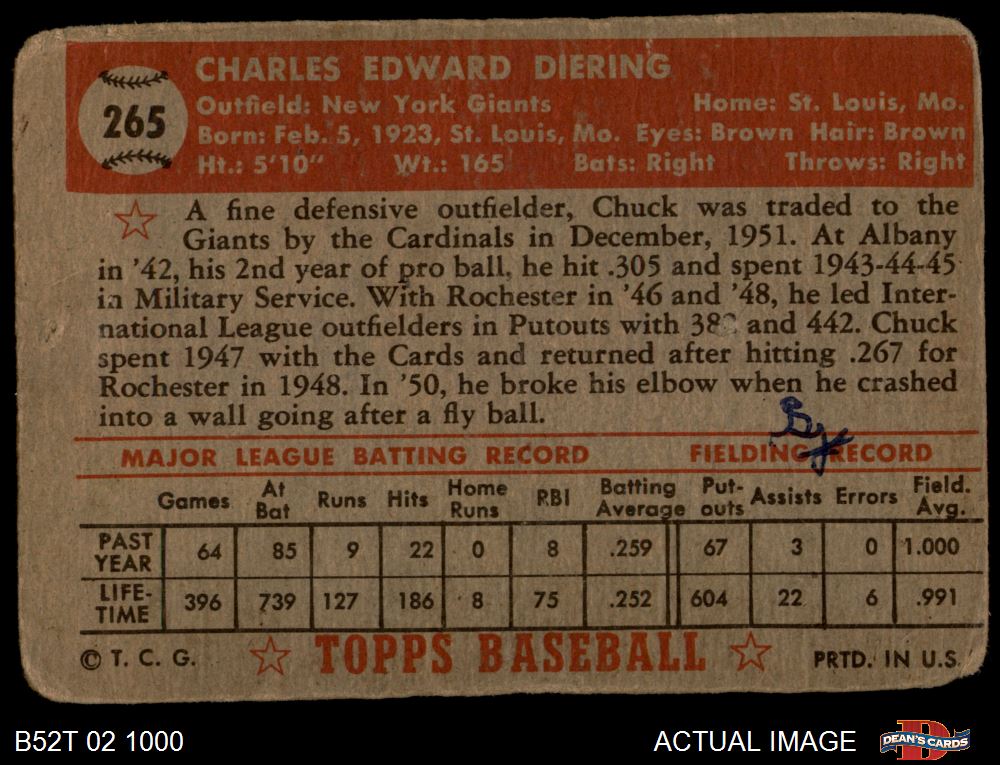 CHARLES EDWARD DIERING
265
Outfield: New York Giants Home: St. Louis, Mo.
Born: Feb. 5, 1923, St. Louis, Mo. Eyes: Brown Hair: Brown
Ht.: 5'10" Wt.: 165 Bats: Right Throws: Right
A fine defensive outfielder, Chuck was traded to the
Giants by the Cardinals in December, 1951. At Albany
in '42, his 2nd year of pro ball, he hit .305 and spent 1943-44-45
in Military Service. With Rochester in '46 and '48, he led Inter-
national League outfielders in Putouts with and 442. Chuck
spent 1947 with the Cards and returned after hitting .267 for
Rochester in 1948. In '50, he broke his elbow when he crashed
into a wall going after a fly ball.
MAJOR LEAGUE BATTING RECORD FIELDING RECORD
Games At Bat Runs Hits Home Runs RBI Batting Average Put-outs Assists Errors Field. Avg.
PAST YEAR 64 85 9 22 0 8 .259 67 3 0 1.000
LIFE-TIME 396 739 127 186 8 75 .252 604 22 6 .991
© T. C. G. TOPPS BASEBALL PRTD. IN U.S.
B52T 02 1000 ACTUAL IMAGE DEAN'S CARDS